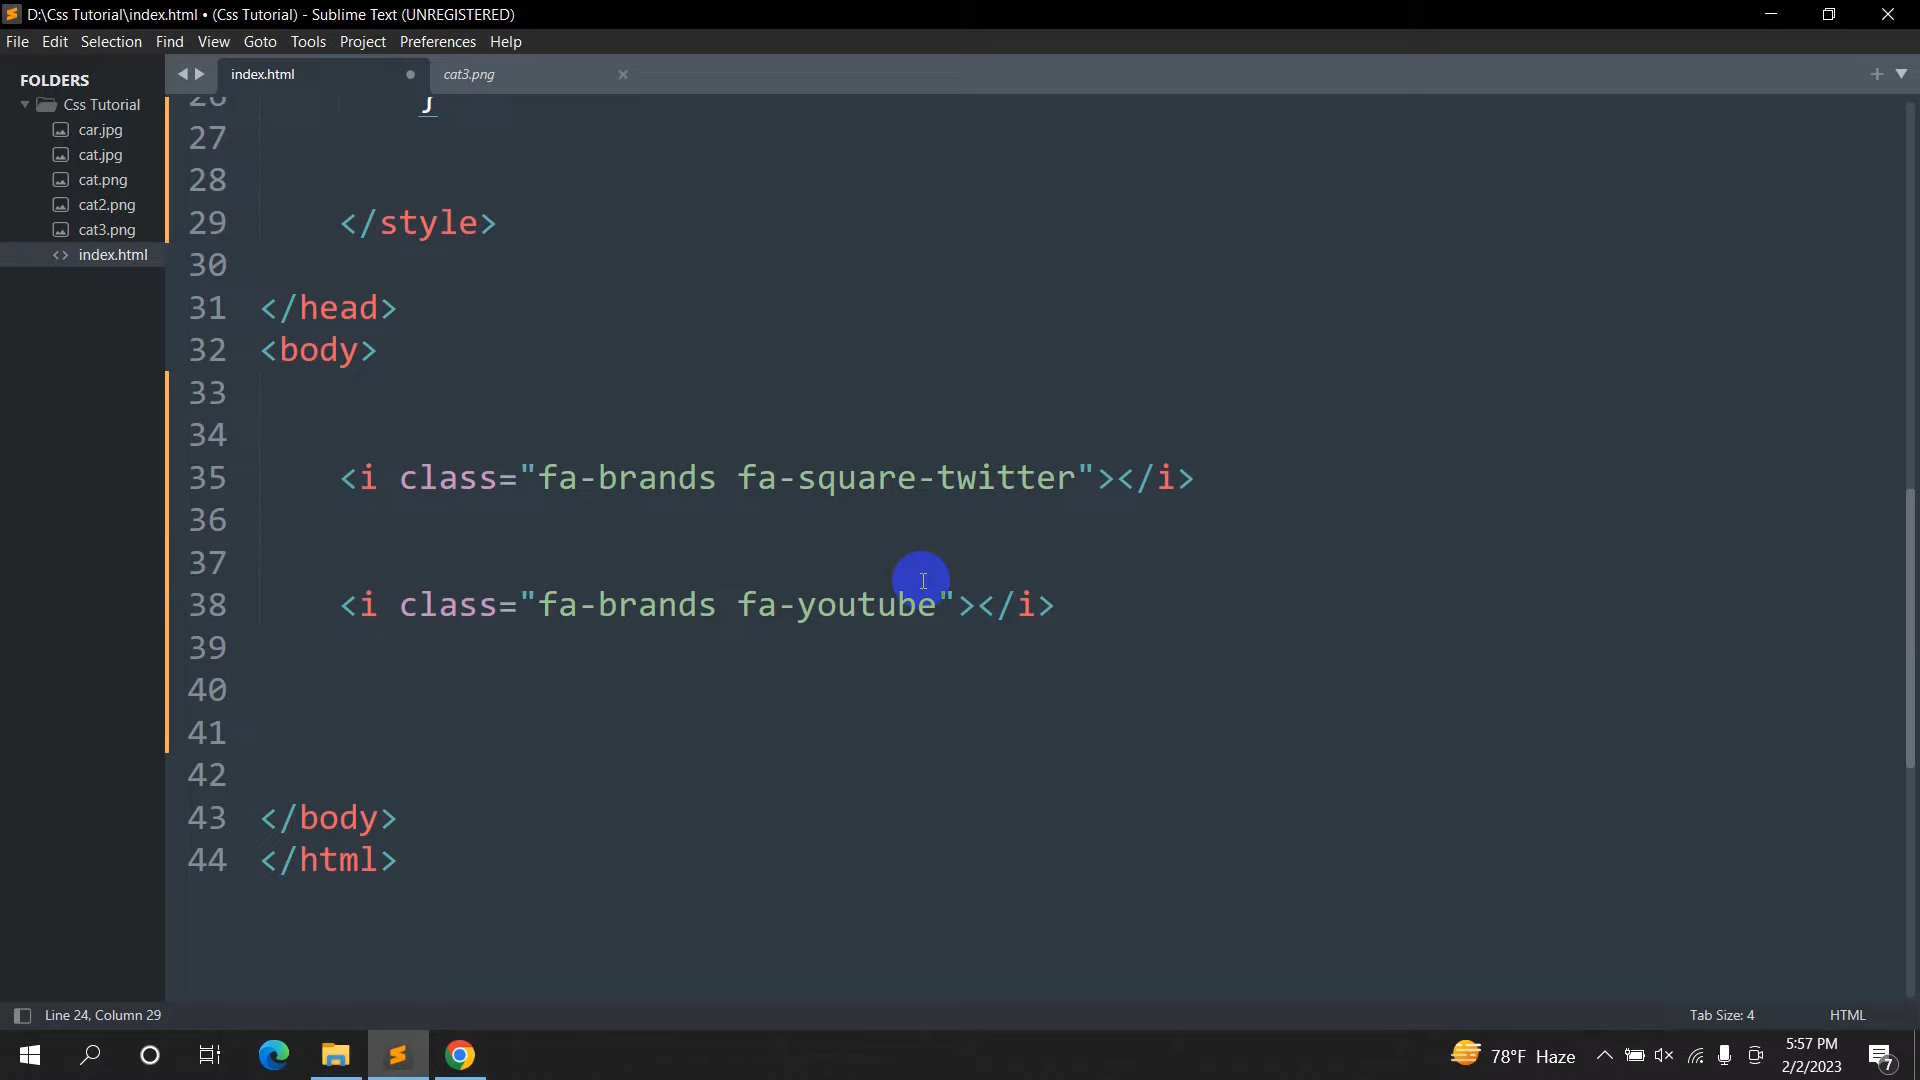 D:\Css Tutorial\index.html • (Css Tutorial) - Sublime Text (UNREGISTERED)
File Edit Selection Find View Goto Tools Project Preferences Help
FOLDERS
Css Tutorial
car.jpg
cat.jpg
cat.png
cat2.png
cat3.png
index.html
index.html
cat3.png
26 }
27
28
29 </style>
30
31 </head>
32 <body>
33
34
35 <i class="fa-brands fa-square-twitter"></i>
36
37
38 <i class="fa-brands fa-youtube"></i>
39
40
41
42
43 </body>
44 </html>
Line 24, Column 29
Tab Size: 4
HTML
78°F Haze
5:57 PM
2/2/2023
7